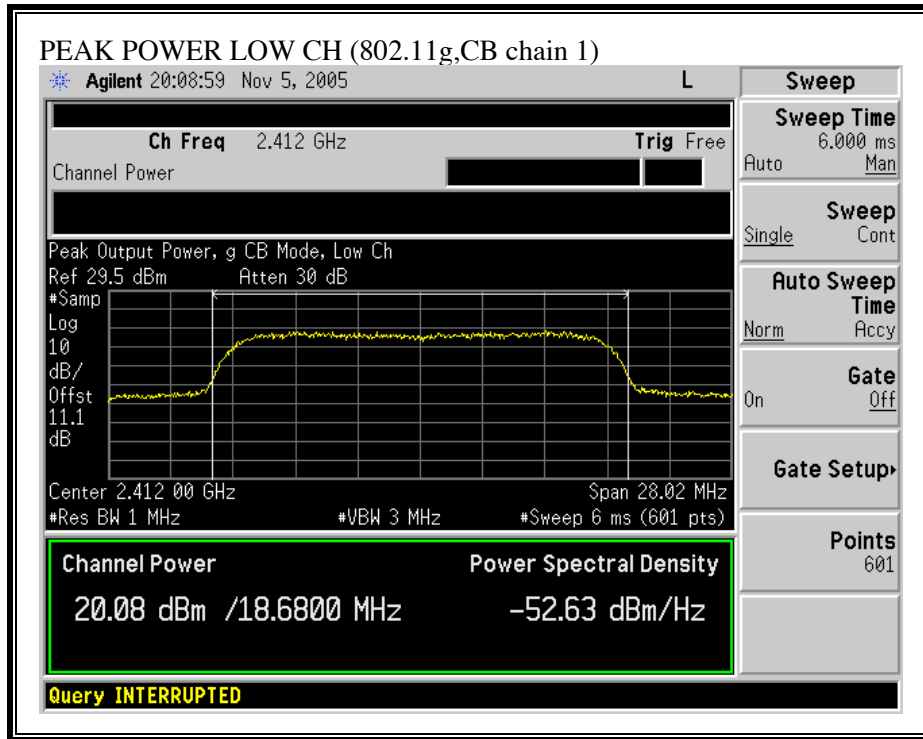 PEAK POWER LOW CH (802.11g,CB chain 1)
Agilent 20:08:59 Nov 5, 2005 L
Sweep
Ch Freq 2.412 GHz Trig Free
Channel Power
Sweep Time
6.000 ms
Auto Man
Sweep
Single Cont
Auto Sweep
Time
Norm Accy
Gate
On Off
Gate Setup▸
Points
601
Peak Output Power, g CB Mode, Low Ch
Ref 29.5 dBm Atten 30 dB
#Samp
Log
10
dB/
Offst
11.1
dB
Center 2.412 00 GHz Span 28.02 MHz
#Res BW 1 MHz #VBW 3 MHz #Sweep 6 ms (601 pts)
Channel Power Power Spectral Density
20.08 dBm /18.6800 MHz -52.63 dBm/Hz
Query INTERRUPTED